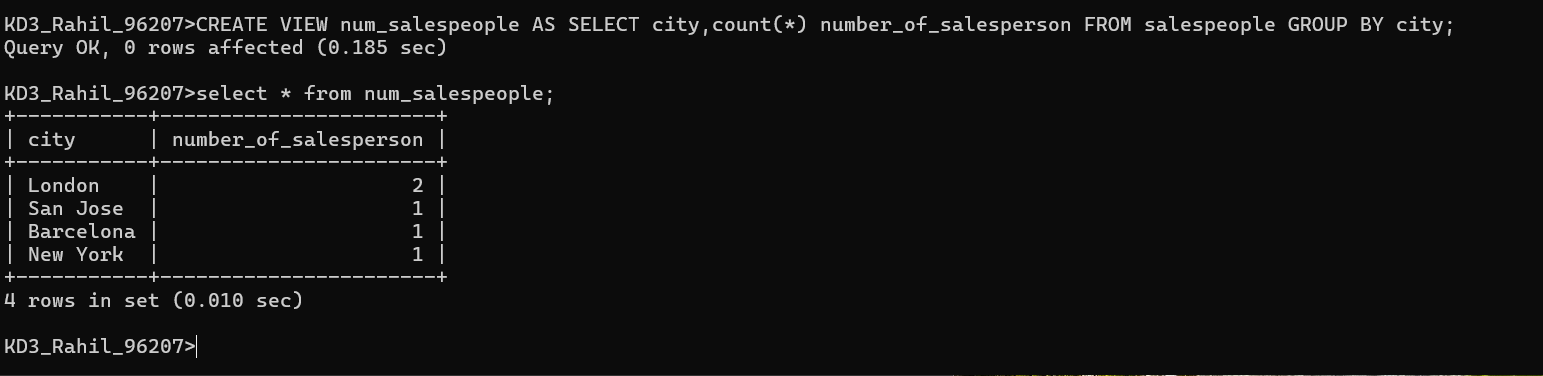 KD3_Rahil_96207>CREATE VIEW num_salespeople AS SELECT city,count(*) number_of_salesperson FROM salespeople GROUP BY city;
Query OK, 0 rows affected (0.185 sec)
KD3_Rahil_96207>select * from num_salespeople;
+-----------+-----------------------+
| city      | number_of_salesperson |
+-----------+-----------------------+
| London    |                     2 |
| San Jose  |                     1 |
| Barcelona |                     1 |
| New York  |                     1 |
+-----------+-----------------------+
4 rows in set (0.010 sec)
KD3_Rahil_96207>